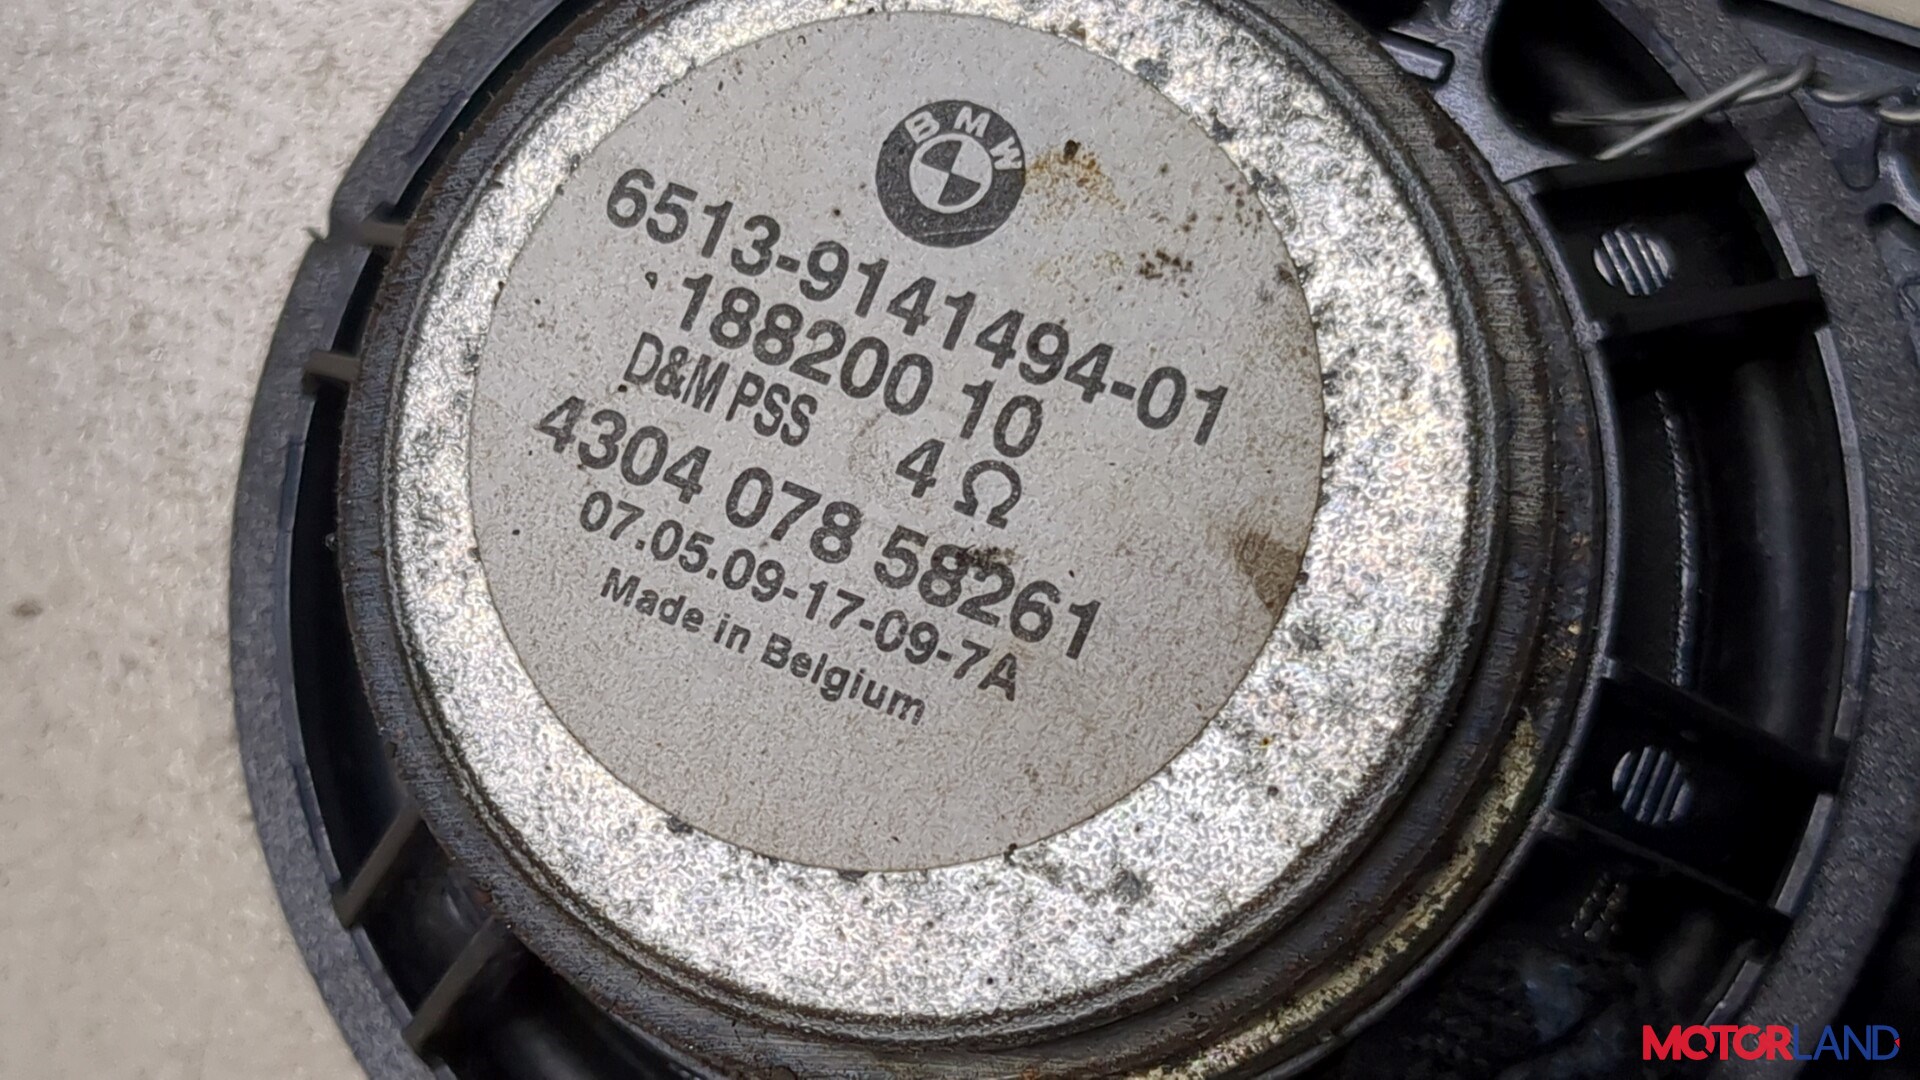 BMW
6513-9141494-01
188200 10
D&M PSS 4 Ω
4304 078 58261
07.05.09-17-09-7A
Made in Belgium
MOTORLAND